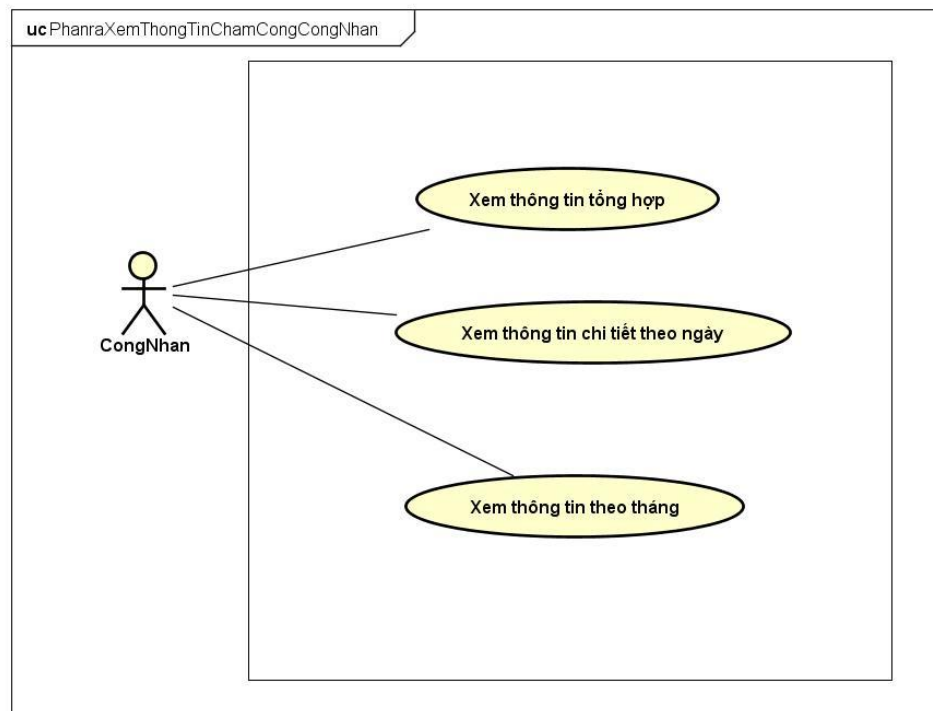 uc PhanraXemThongTinChamCongCongNhan
Xem thông tin tổng hợp
Xem thông tin chi tiết theo ngày
CongNhan
Xem thông tin theo tháng